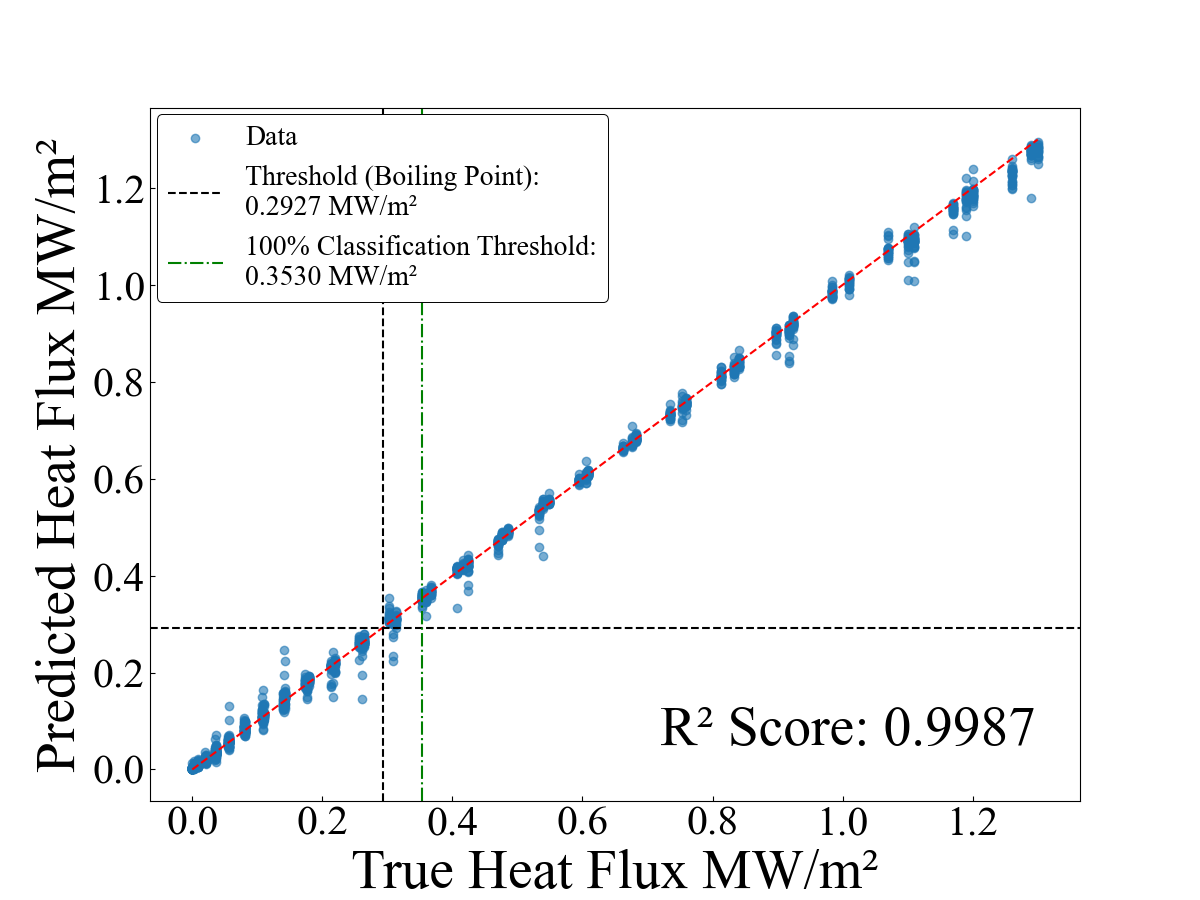 Data
Threshold (Boiling Point):
0.2927 MW/m²
100% Classification Threshold:
0.3530 MW/m²
Predicted Heat Flux MW/m²
1.2
1.0
0.8
0.6
0.4
0.2
0.0
R² Score: 0.9987
0.0 0.2 0.4 0.6 0.8 1.0 1.2
True Heat Flux MW/m²